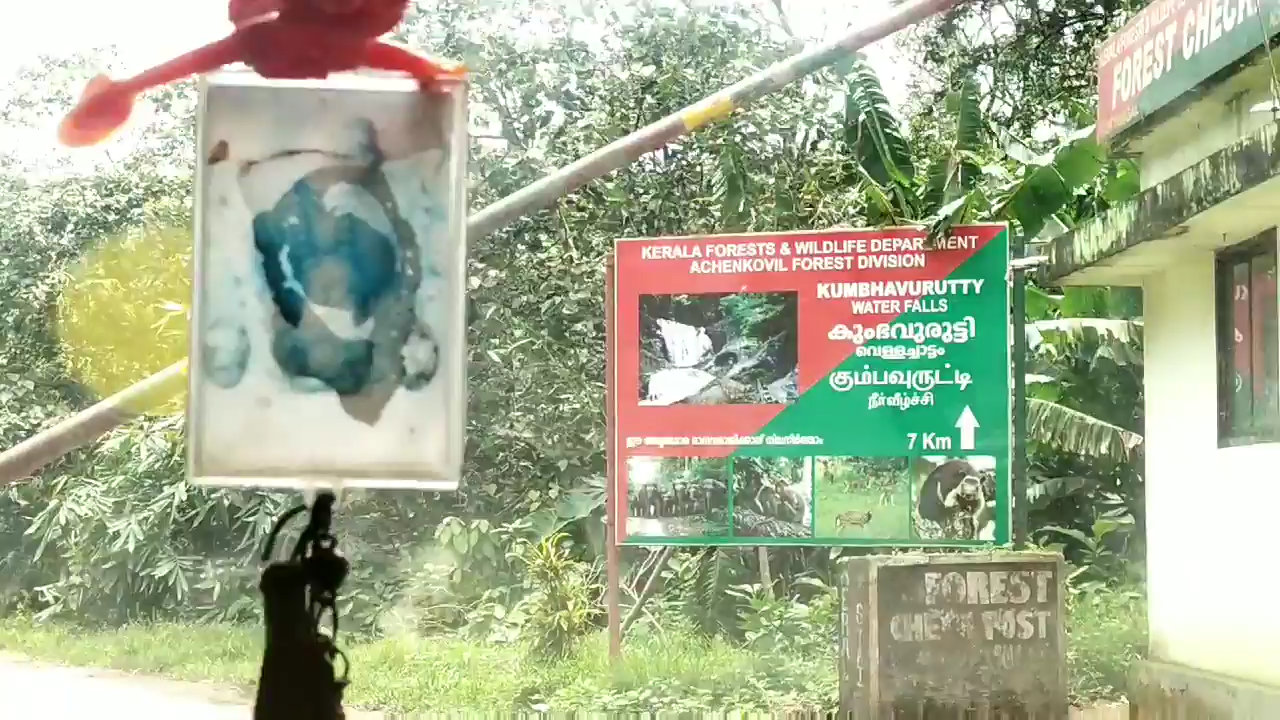 FOREST CHECK
KERALA FORESTS & WILDLIFE DEPARTMENT
ACHENKOVIL FOREST DIVISION
KUMBHAVURUTTY
WATER FALLS
കുംഭവുരുട്ടി
വെള്ളച്ചാട്ടം
கும்பவுருட்டி
நீர்வீழ்ச்சி
7 Km
FOREST
CHECK POST